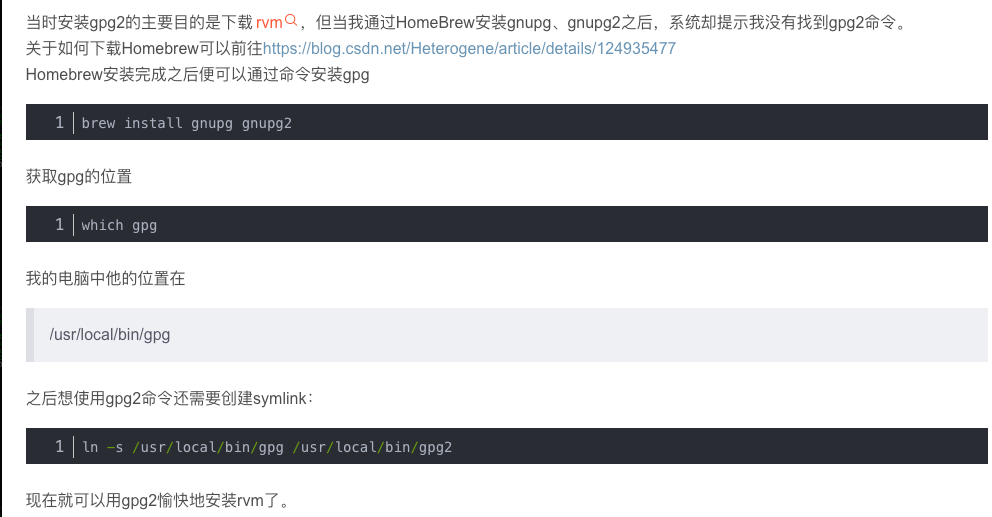 当时安装gpg2的主要目的是下载 rvm，但当我通过HomeBrew安装gnupg、gnupg2之后，系统却提示我没有找到gpg2命令。
关于如何下载Homebrew可以前往https://blog.csdn.net/Heterogene/article/details/124935477
Homebrew安装完成之后便可以通过命令安装gpg
1 brew install gnupg gnupg2
获取gpg的位置
1 which gpg
我的电脑中他的位置在
/usr/local/bin/gpg
之后想使用gpg2命令还需要创建symlink：
1 ln -s /usr/local/bin/gpg /usr/local/bin/gpg2
现在就可以用gpg2愉快地安装rvm了。